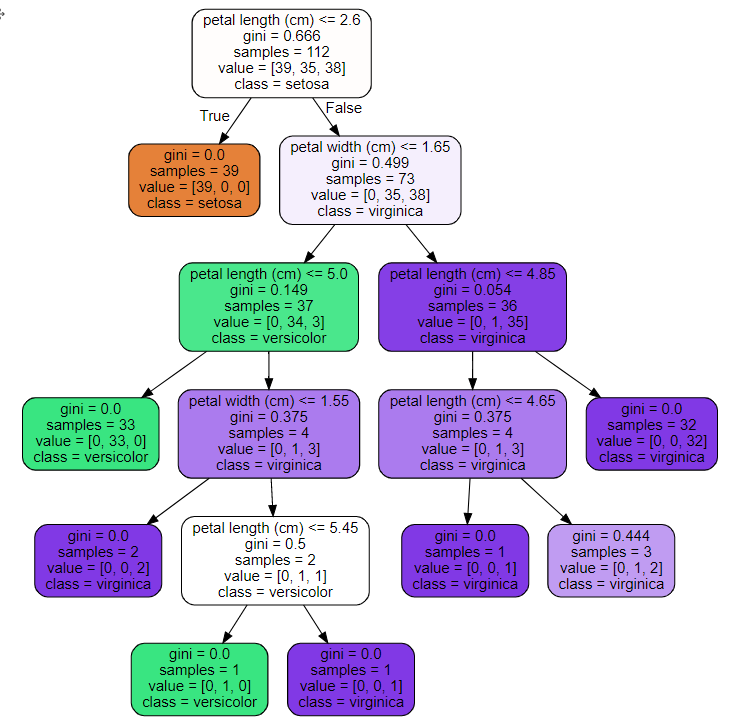 petal length (cm) <= 2.6
gini = 0.666
samples = 112
value = [39, 35, 38]
class = setosa
True
False
gini = 0.0
samples = 39
value = [39, 0, 0]
class = setosa
petal width (cm) <= 1.65
gini = 0.499
samples = 73
value = [0, 35, 38]
class = virginica
petal length (cm) <= 5.0
gini = 0.149
samples = 37
value = [0, 34, 3]
class = versicolor
petal length (cm) <= 4.85
gini = 0.054
samples = 36
value = [0, 1, 35]
class = virginica
gini = 0.0
samples = 33
value = [0, 33, 0]
class = versicolor
petal width (cm) <= 1.55
gini = 0.375
samples = 4
value = [0, 1, 3]
class = virginica
petal length (cm) <= 4.65
gini = 0.375
samples = 4
value = [0, 1, 3]
class = virginica
gini = 0.0
samples = 32
value = [0, 0, 32]
class = virginica
gini = 0.0
samples = 2
value = [0, 0, 2]
class = virginica
petal length (cm) <= 5.45
gini = 0.5
samples = 2
value = [0, 1, 1]
class = versicolor
gini = 0.0
samples = 1
value = [0, 0, 1]
class = virginica
gini = 0.444
samples = 3
value = [0, 1, 2]
class = virginica
gini = 0.0
samples = 1
value = [0, 1, 0]
class = versicolor
gini = 0.0
samples = 1
value = [0, 0, 1]
class = virginica